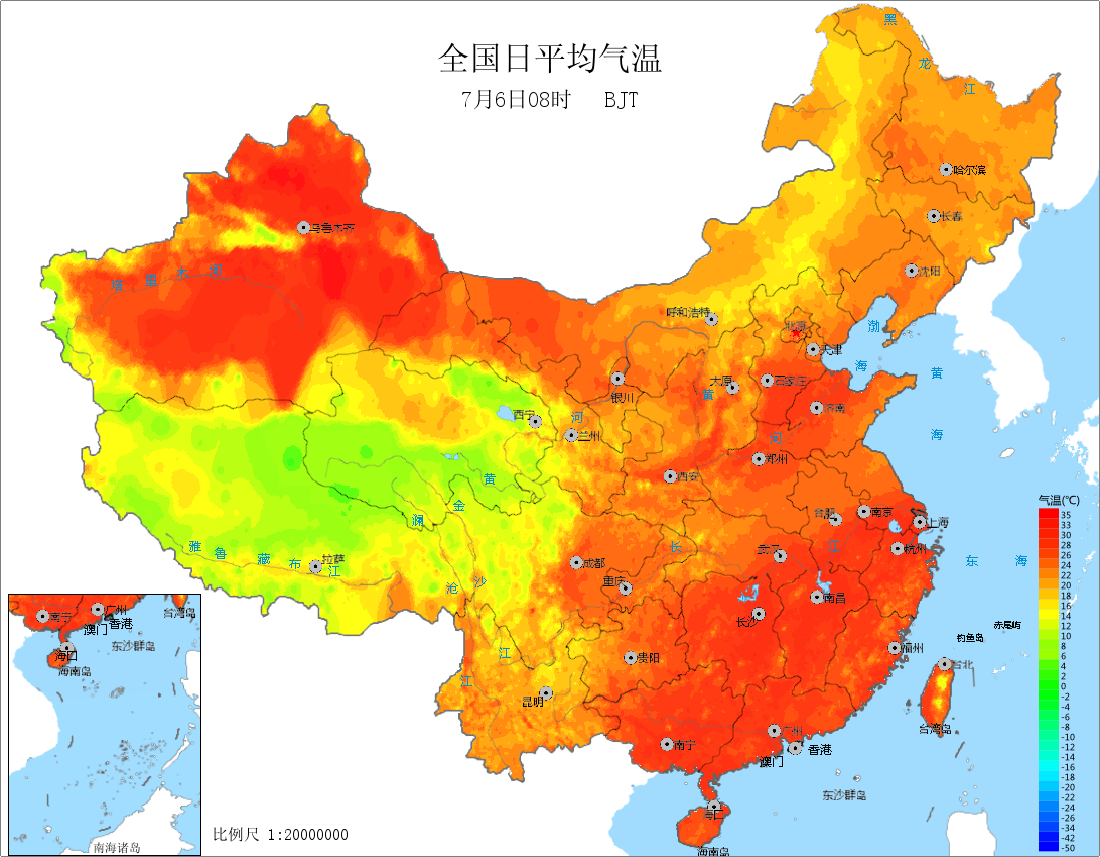 全国日平均气温
7月6日08时 BJT
黑
龙
江
哈尔滨
长春
沈阳
乌鲁木齐
塔里木河
呼和浩特
北京
天津
渤
海
黄
海
银川
太原
石家庄
济南
黄
河
西宁
兰州
河
西安
郑州
黄
金
澜
沧
沙
江
江
雅鲁藏布江
拉萨
成都
重庆
长
武汉
江
合肥
南京
上海
杭州
东海
南昌
长沙
贵阳
昆明
福州
钓鱼岛
赤尾屿
台北
台湾岛
南宁
广州
香港
澳门
海口
海南岛
东沙群岛
南宁
广州
香港
澳门
台湾岛
东沙群岛
海口
海南岛
南海诸岛
比例尺 1:20000000
气温(℃)
35
33
30
28
26
24
22
20
18
16
14
12
10
8
6
4
2
0
-2
-4
-6
-8
-10
-12
-14
-16
-18
-20
-22
-24
-26
-34
-42
-50